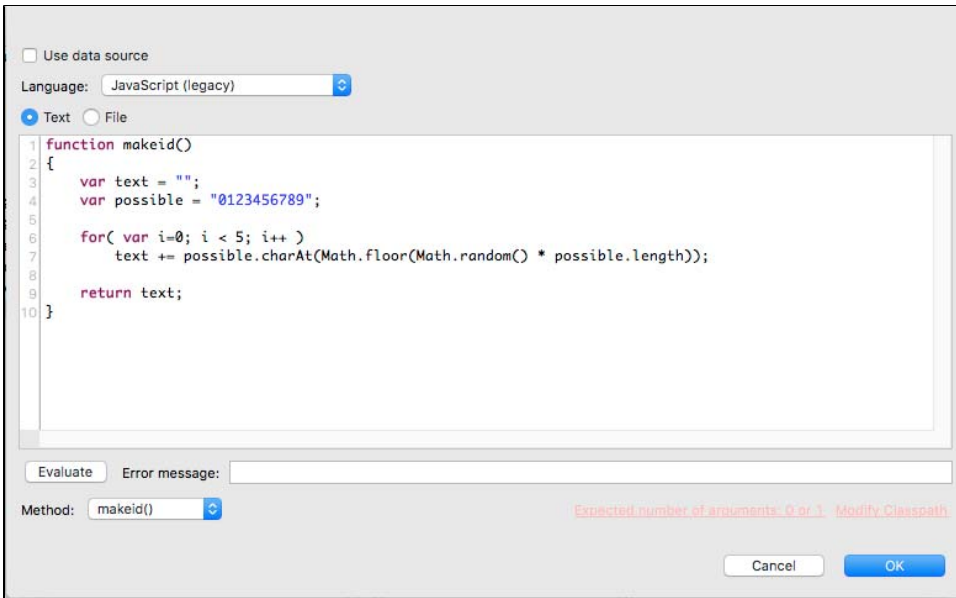 Use data source
Language: JavaScript (legacy)
Text File
1 function makeid()
2 {
3     var text = "";
4     var possible = "0123456789";
5
6     for( var i=0; i < 5; i++ )
7         text += possible.charAt(Math.floor(Math.random() * possible.length));
8
9     return text;
10 }
Evaluate Error message:
Method: makeid() Expected number of arguments: 0 or 1 Modify Classpath
Cancel OK